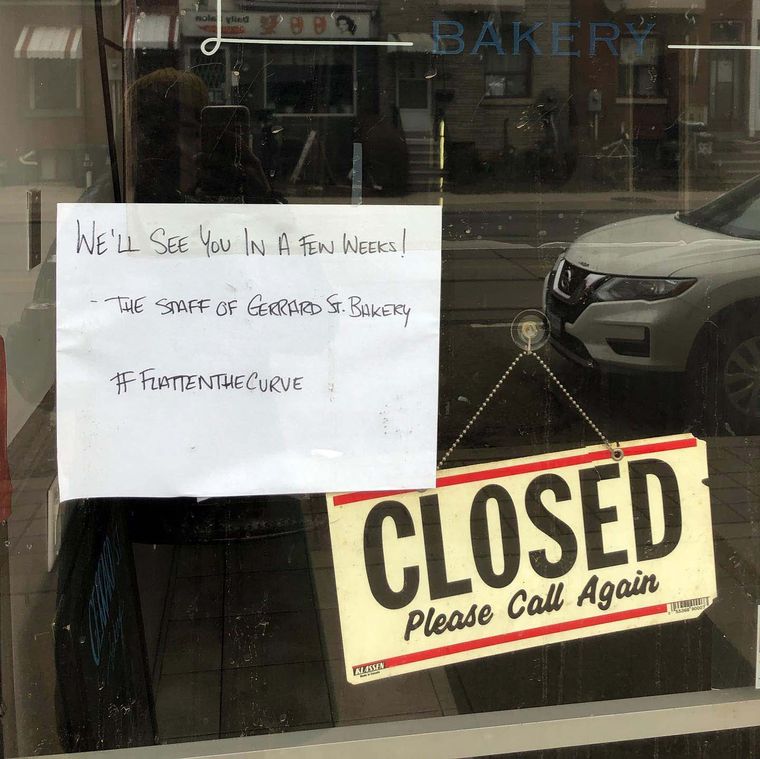 BAKERY
WE'LL SEE YOU IN A FEW WEEKS!
- THE STAFF OF GERRARD ST. BAKERY
#FLATTENTHECURVE
CLOSED
Please Call Again
KLASSEN